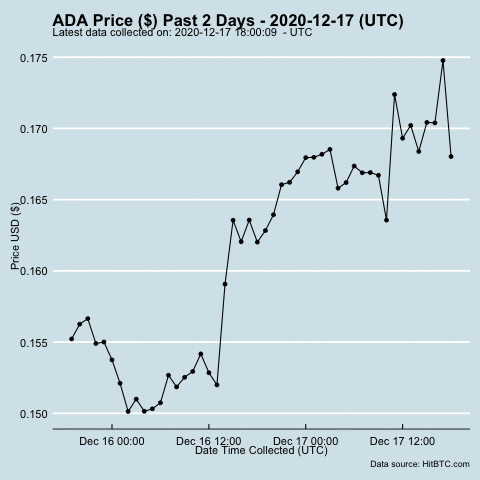 ADA Price ($) Past 2 Days - 2020-12-17 (UTC)
Latest data collected on: 2020-12-17 18:00:09  - UTC
0.175
0.170
0.165
0.160
0.155
0.150
Price USD ($)
Dec 16 00:00 Dec 16 12:00 Dec 17 00:00 Dec 17 12:00
Date Time Collected (UTC)
Data source: HitBTC.com